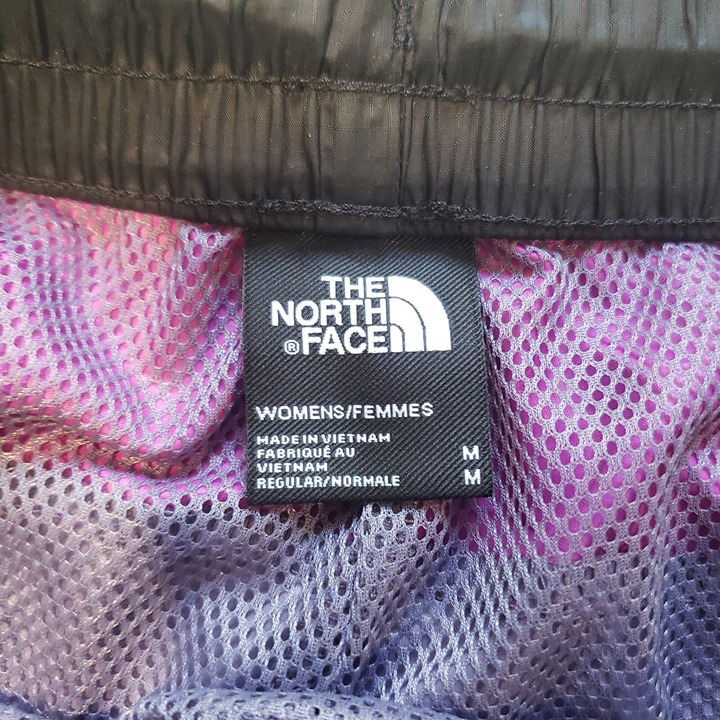 THE
NORTH
® FACE
WOMENS/FEMMES
MADE IN VIETNAM
FABRIQUÉ AU M
VIETNAM
REGULAR/NORMALE M